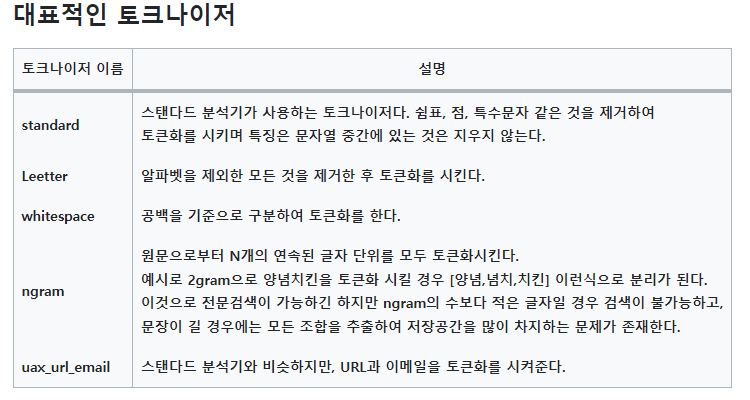 대표적인 토크나이저
토크나이저 이름
설명
standard
스탠다드 분석기가 사용하는 토크나이저다. 쉼표, 점, 특수문자 같은 것을 제거하여
토큰화를 시키며 특징은 문자열 중간에 있는 것은 지우지 않는다.
Leetter
알파벳을 제외한 모든 것을 제거한 후 토큰화를 시킨다.
whitespace
공백을 기준으로 구분하여 토큰화를 한다.
ngram
원문으로부터 N개의 연속된 글자 단위를 모두 토큰화시킨다.
예시로 2gram으로 양념치킨을 토큰화 시킬 경우 [양념,념치,치킨] 이런식으로 분리가 된다.
이것으로 전문검색이 가능하긴 하지만 ngram의 수보다 적은 글자일 경우 검색이 불가능하고,
문장이 길 경우에는 모든 조합을 추출하여 저장공간을 많이 차지하는 문제가 존재한다.
uax_url_email
스탠다드 분석기와 비슷하지만, URL과 이메일을 토큰화를 시켜준다.